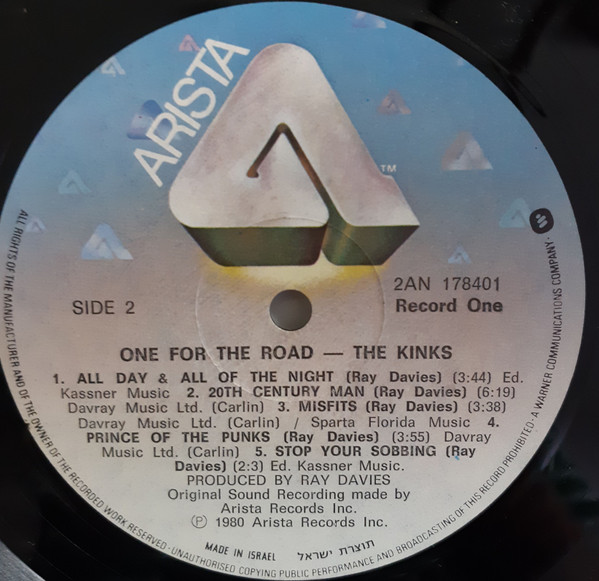 ARISTA
TM
SIDE 2
2AN 178401
Record One
ONE FOR THE ROAD — THE KINKS
1. ALL DAY & ALL OF THE NIGHT (Ray Davies) (3:44) Ed.
Kassner Music 2. 20TH CENTURY MAN (Ray Davies) (6:19)
Davray Music Ltd. (Carlin) 3. MISFITS (Ray Davies) (3:38)
Davray Music Ltd. (Carlin) / Sparta Florida Music 4.
PRINCE OF THE PUNKS (Ray Davies) (3:55) Davray
Music Ltd. (Carlin) 5. STOP YOUR SOBBING (Ray
Davies) (2:3) Ed. Kassner Music.
PRODUCED BY RAY DAVIES
Original Sound Recording made by
Arista Records Inc.
Ⓟ 1980 Arista Records Inc.
MADE IN ISRAEL תוצרת ישראל
ALL RIGHTS OF THE MANUFACTURER AND OF THE OWNER OF THE RECORDED WORK RESERVED · UNAUTHORISED COPYING PUBLIC PERFORMANCE AND BROADCASTING OF THIS RECORD PROHIBITED · A WARNER COMMUNICATIONS COMPANY ·